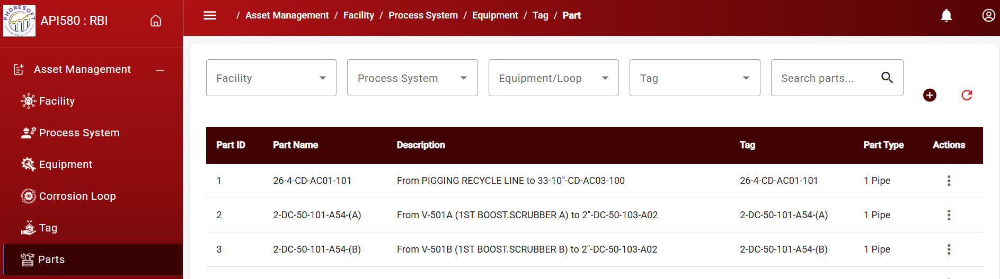 PHORESOFT
API580 : RBI
/ Asset Management / Facility / Process System / Equipment / Tag / Part
Asset Management
Facility
Process System
Equipment
Corrosion Loop
Tag
Parts
Facility Process System Equipment/Loop Tag Search parts...
Part ID Part Name Description Tag Part Type Actions
1 26-4-CD-AC01-101 From PIGGING RECYCLE LINE to 33-10"-CD-AC03-100 26-4-CD-AC01-101 1 Pipe
2 2-DC-50-101-A54-(A) From V-501A (1ST BOOST.SCRUBBER A) to 2"-DC-50-103-A02 2-DC-50-101-A54-(A) 1 Pipe
3 2-DC-50-101-A54-(B) From V-501B (1ST BOOST.SCRUBBER B) to 2"-DC-50-103-A02 2-DC-50-101-A54-(B) 1 Pipe